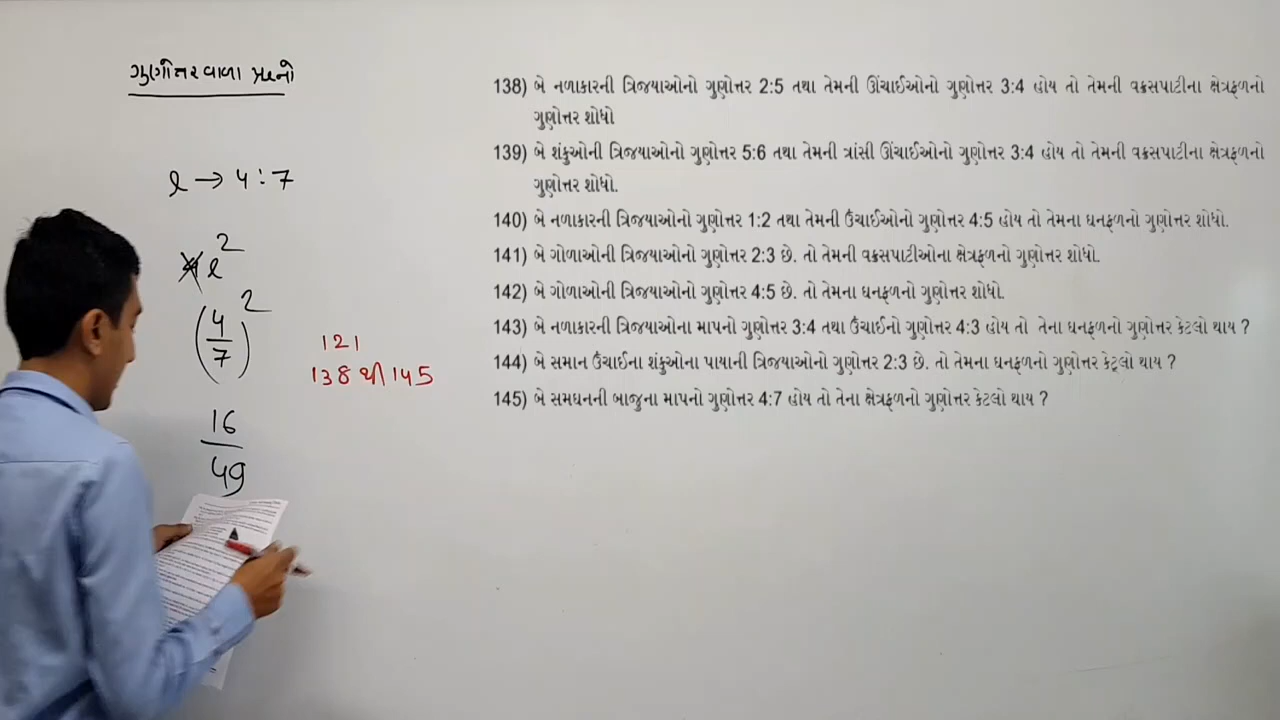 ગુણોત્તરવાળા પ્રશ્નો
l → 4 : 7
l²
(4/7)²
16
49
121
138 થી 145
138) બે નળાકારની ત્રિજ્યાઓનો ગુણોત્તર 2:5 તથા તેમની ઊંચાઈઓનો ગુણોત્તર 3:4 હોય તો તેમની વક્રસપાટીના ક્ષેત્રફળનો
ગુણોત્તર શોધો
139) બે શંકુઓની ત્રિજ્યાઓનો ગુણોત્તર 5:6 તથા તેમની ત્રાંસી ઊંચાઈઓનો ગુણોત્તર 3:4 હોય તો તેમની વક્રસપાટીના ક્ષેત્રફળનો
ગુણોત્તર શોધો.
140) બે નળાકારની ત્રિજ્યાઓનો ગુણોત્તર 1:2 તથા તેમની ઉંચાઈઓનો ગુણોત્તર 4:5 હોય તો તેમના ઘનફળનો ગુણોત્તર શોધો.
141) બે ગોળાઓની ત્રિજ્યાઓનો ગુણોત્તર 2:3 છે. તો તેમની વક્રસપાટીઓના ક્ષેત્રફળનો ગુણોત્તર શોધો.
142) બે ગોળાઓની ત્રિજ્યાઓનો ગુણોત્તર 4:5 છે. તો તેમના ઘનફળનો ગુણોત્તર શોધો.
143) બે નળાકારની ત્રિજ્યાઓના માપનો ગુણોત્તર 3:4 તથા ઉંચાઈનો ગુણોત્તર 4:3 હોય તો તેના ઘનફળનો ગુણોત્તર કેટલો થાય ?
144) બે સમાન ઉંચાઈના શંકુઓના પાયાની ત્રિજ્યાઓનો ગુણોત્તર 2:3 છે. તો તેમના ઘનફળનો ગુણોત્તર કેટ્લો થાય ?
145) બે સમઘનની બાજુના માપનો ગુણોત્તર 4:7 હોય તો તેના ક્ષેત્રફળનો ગુણોત્તર કેટલો થાય ?